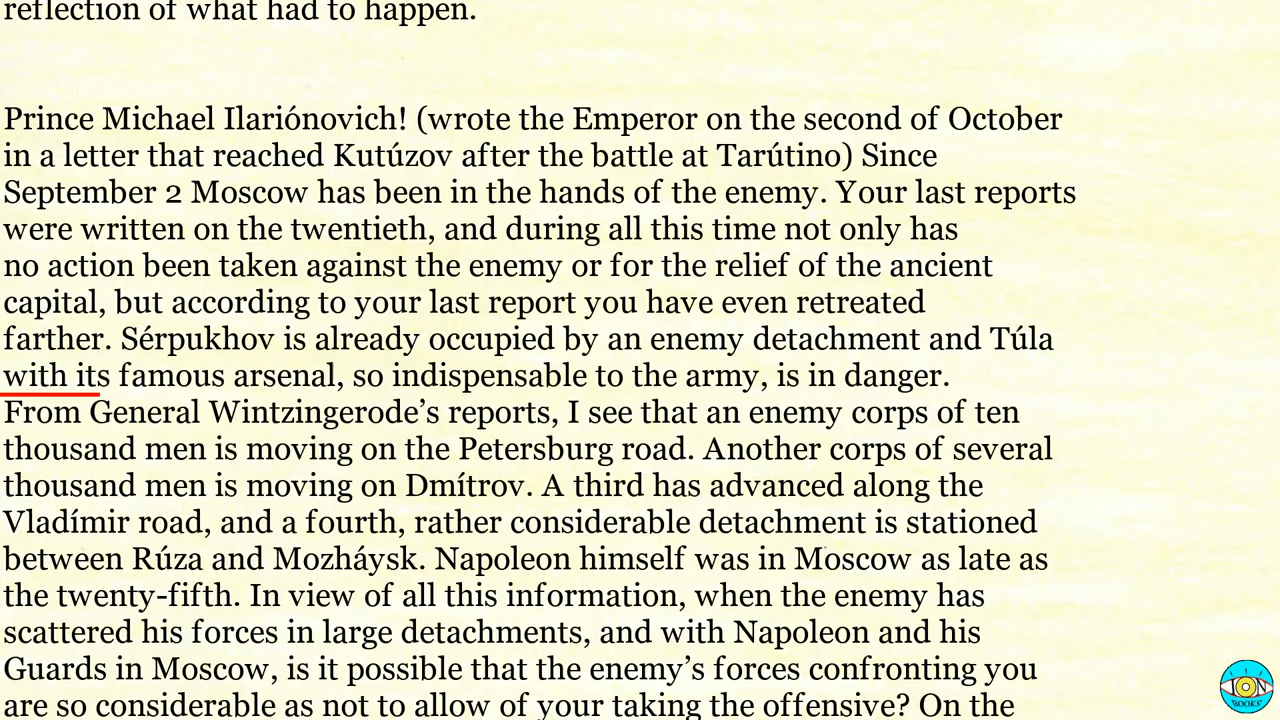 reflection of what had to happen.
Prince Michael Ilariónovich! (wrote the Emperor on the second of October
in a letter that reached Kutúzov after the battle at Tarútino) Since
September 2 Moscow has been in the hands of the enemy. Your last reports
were written on the twentieth, and during all this time not only has
no action been taken against the enemy or for the relief of the ancient
capital, but according to your last report you have even retreated
farther. Sérpukhov is already occupied by an enemy detachment and Túla
with its famous arsenal, so indispensable to the army, is in danger.
From General Wintzingerode’s reports, I see that an enemy corps of ten
thousand men is moving on the Petersburg road. Another corps of several
thousand men is moving on Dmítrov. A third has advanced along the
Vladímir road, and a fourth, rather considerable detachment is stationed
between Rúza and Mozháysk. Napoleon himself was in Moscow as late as
the twenty-fifth. In view of all this information, when the enemy has
scattered his forces in large detachments, and with Napoleon and his
Guards in Moscow, is it possible that the enemy’s forces confronting you
are so considerable as not to allow of your taking the offensive? On the
ION
BOOKS